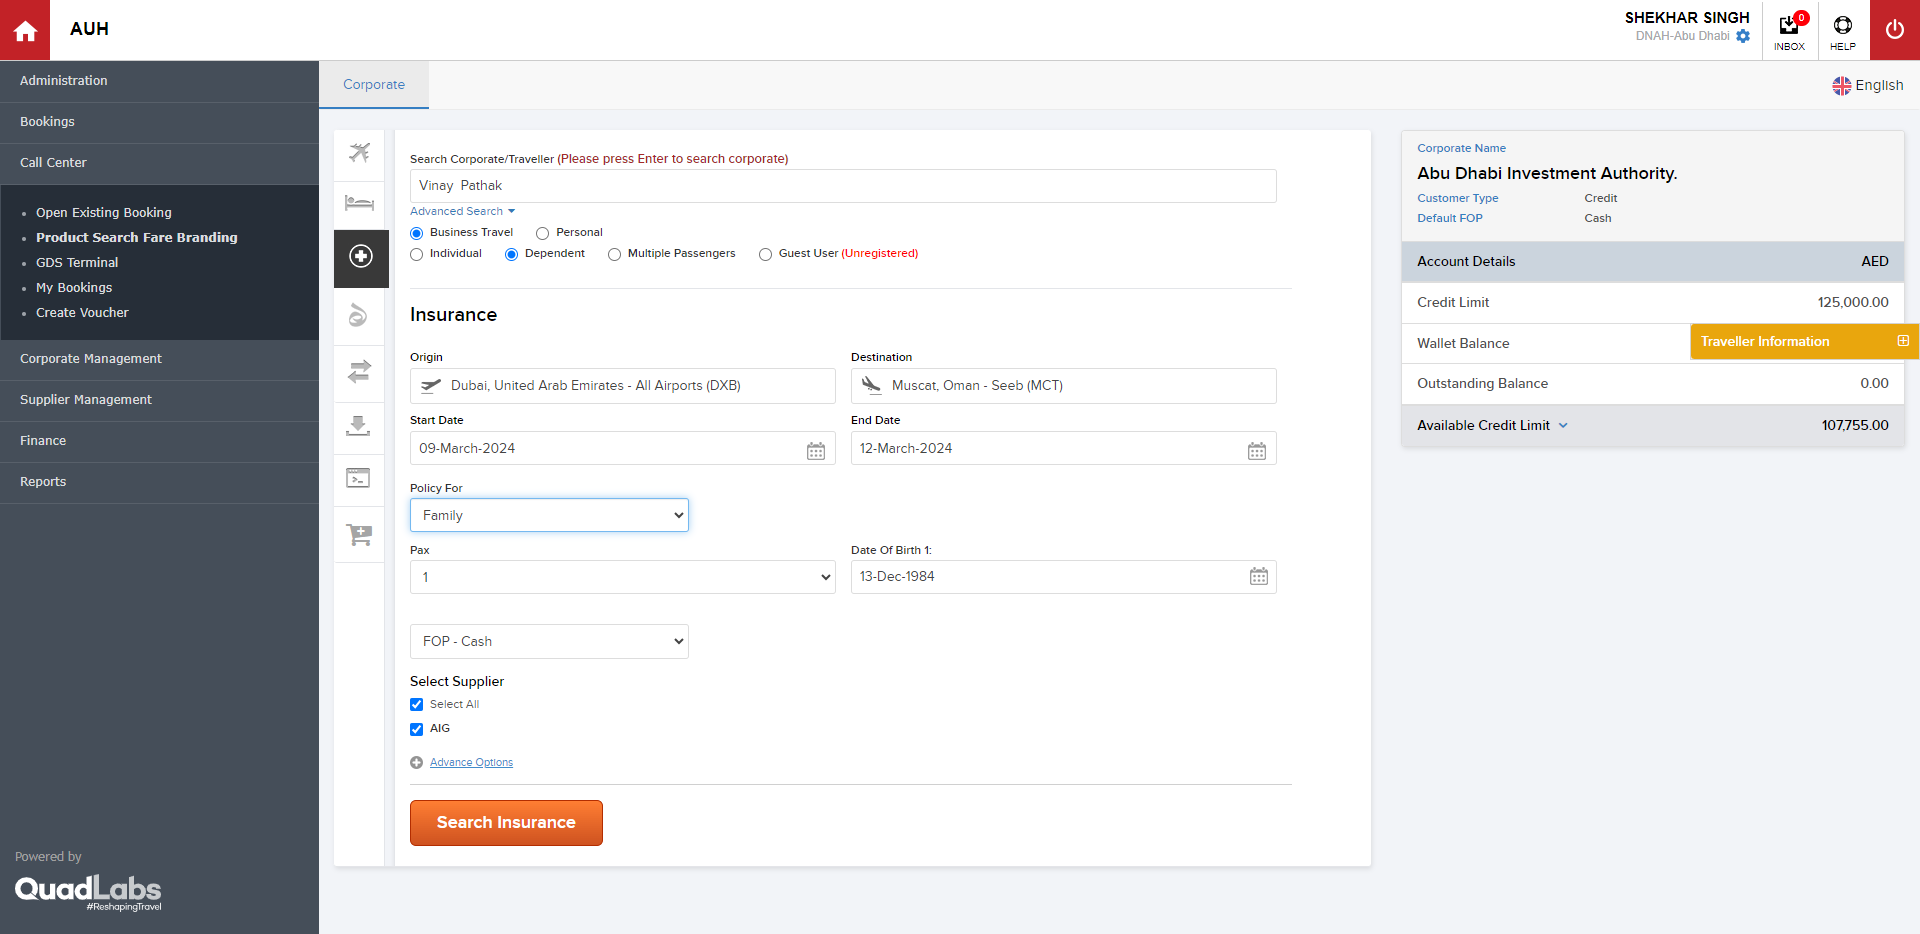 AUH
SHEKHAR SINGH
DNAH-Abu Dhabi
0
INBOX
HELP
Administration
Bookings
Call Center
Open Existing Booking
Product Search Fare Branding
GDS Terminal
My Bookings
Create Voucher
Corporate Management
Supplier Management
Finance
Reports
Powered by
QuadLabs
#ReshapingTravel
Corporate
English
Search Corporate/Traveller (Please press Enter to search corporate)
Vinay  Pathak
Advanced Search
Business Travel Personal
Individual Dependent Multiple Passengers Guest User (Unregistered)
Insurance
Origin Destination
Dubai, United Arab Emirates - All Airports (DXB) Muscat, Oman - Seeb (MCT)
Start Date End Date
09-March-2024 12-March-2024
Policy For
Family
Pax Date Of Birth 1:
1 13-Dec-1984
FOP - Cash
Select Supplier
Select All
AIG
Advance Options
Search Insurance
Corporate Name
Abu Dhabi Investment Authority.
Customer Type Credit
Default FOP Cash
Account Details AED
Credit Limit 125,000.00
Wallet Balance
Traveller Information
Outstanding Balance 0.00
Available Credit Limit 107,755.00